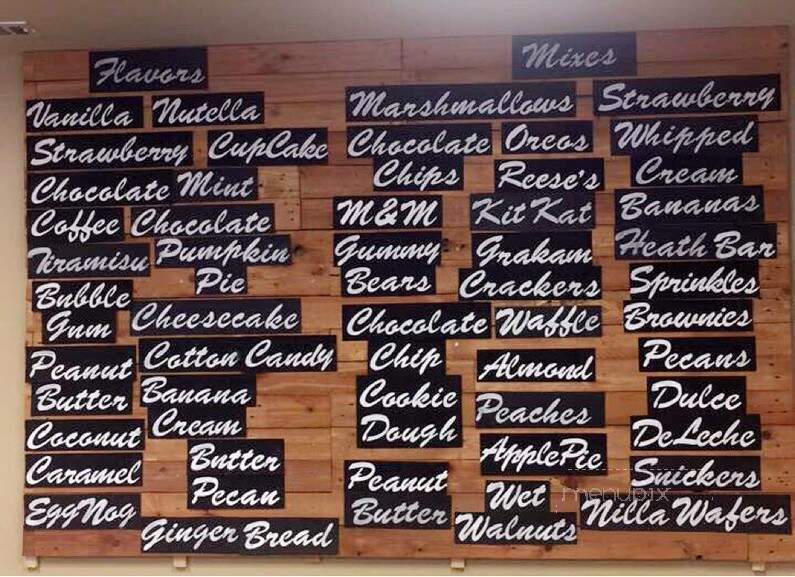 Flavors
Vanilla
Nutella
Strawberry
CupCake
Chocolate Mint
Coffee
Chocolate
Tiramisu
Pumpkin
Pie
Bubble
Gum
Cheesecake
Peanut
Butter
Cotton Candy
Banana
Cream
Coconut
Caramel
Butter
Pecan
EggNog
Ginger Bread
Mixes
Marshmallows
Chocolate
Chips
M&M
Gummy
Bears
Chocolate
Chip
Cookie
Dough
Peanut
Butter
Oreos
Reese's
Kit Kat
Graham
Crackers
Waffle
Almond
Peaches
ApplePie
Wet
Walnuts
Strawberry
Whipped
Cream
Bananas
Heath Bar
Sprinkles
Brownies
Pecans
Dulce
DeLeche
Snickers
Nilla Wafers
menupix